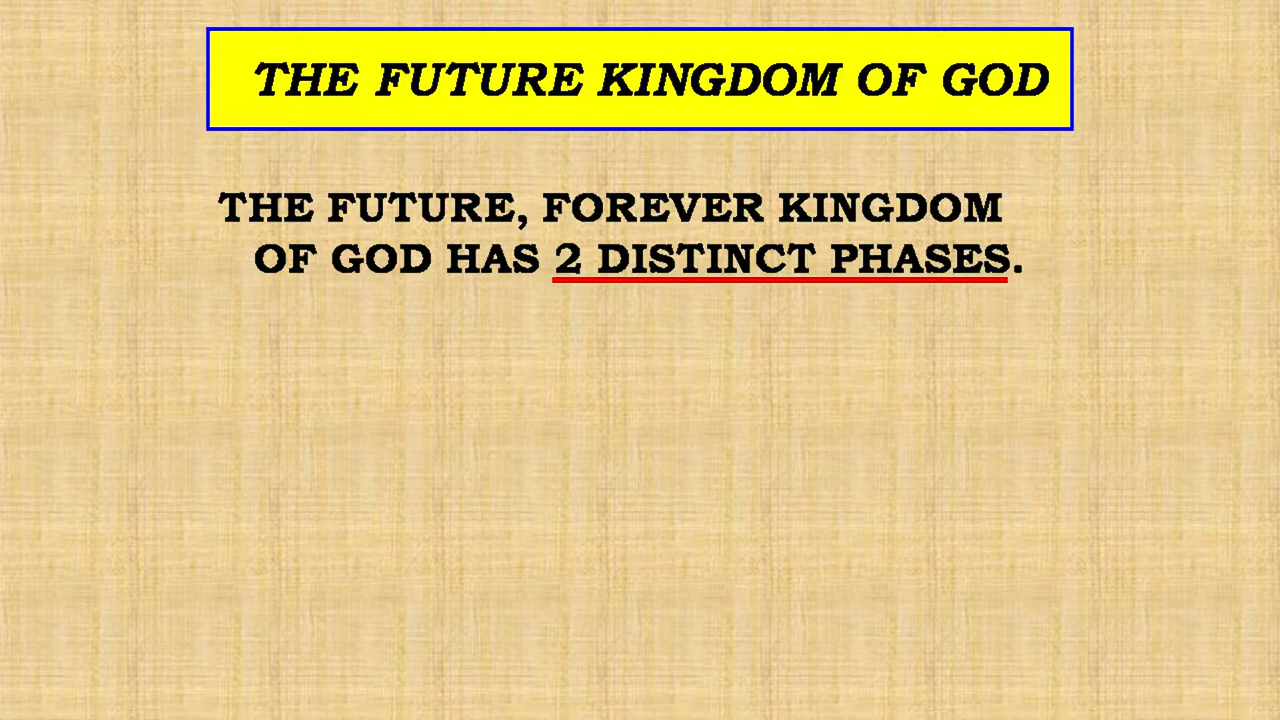 THE FUTURE KINGDOM OF GOD
THE FUTURE, FOREVER KINGDOM
OF GOD HAS 2 DISTINCT PHASES.